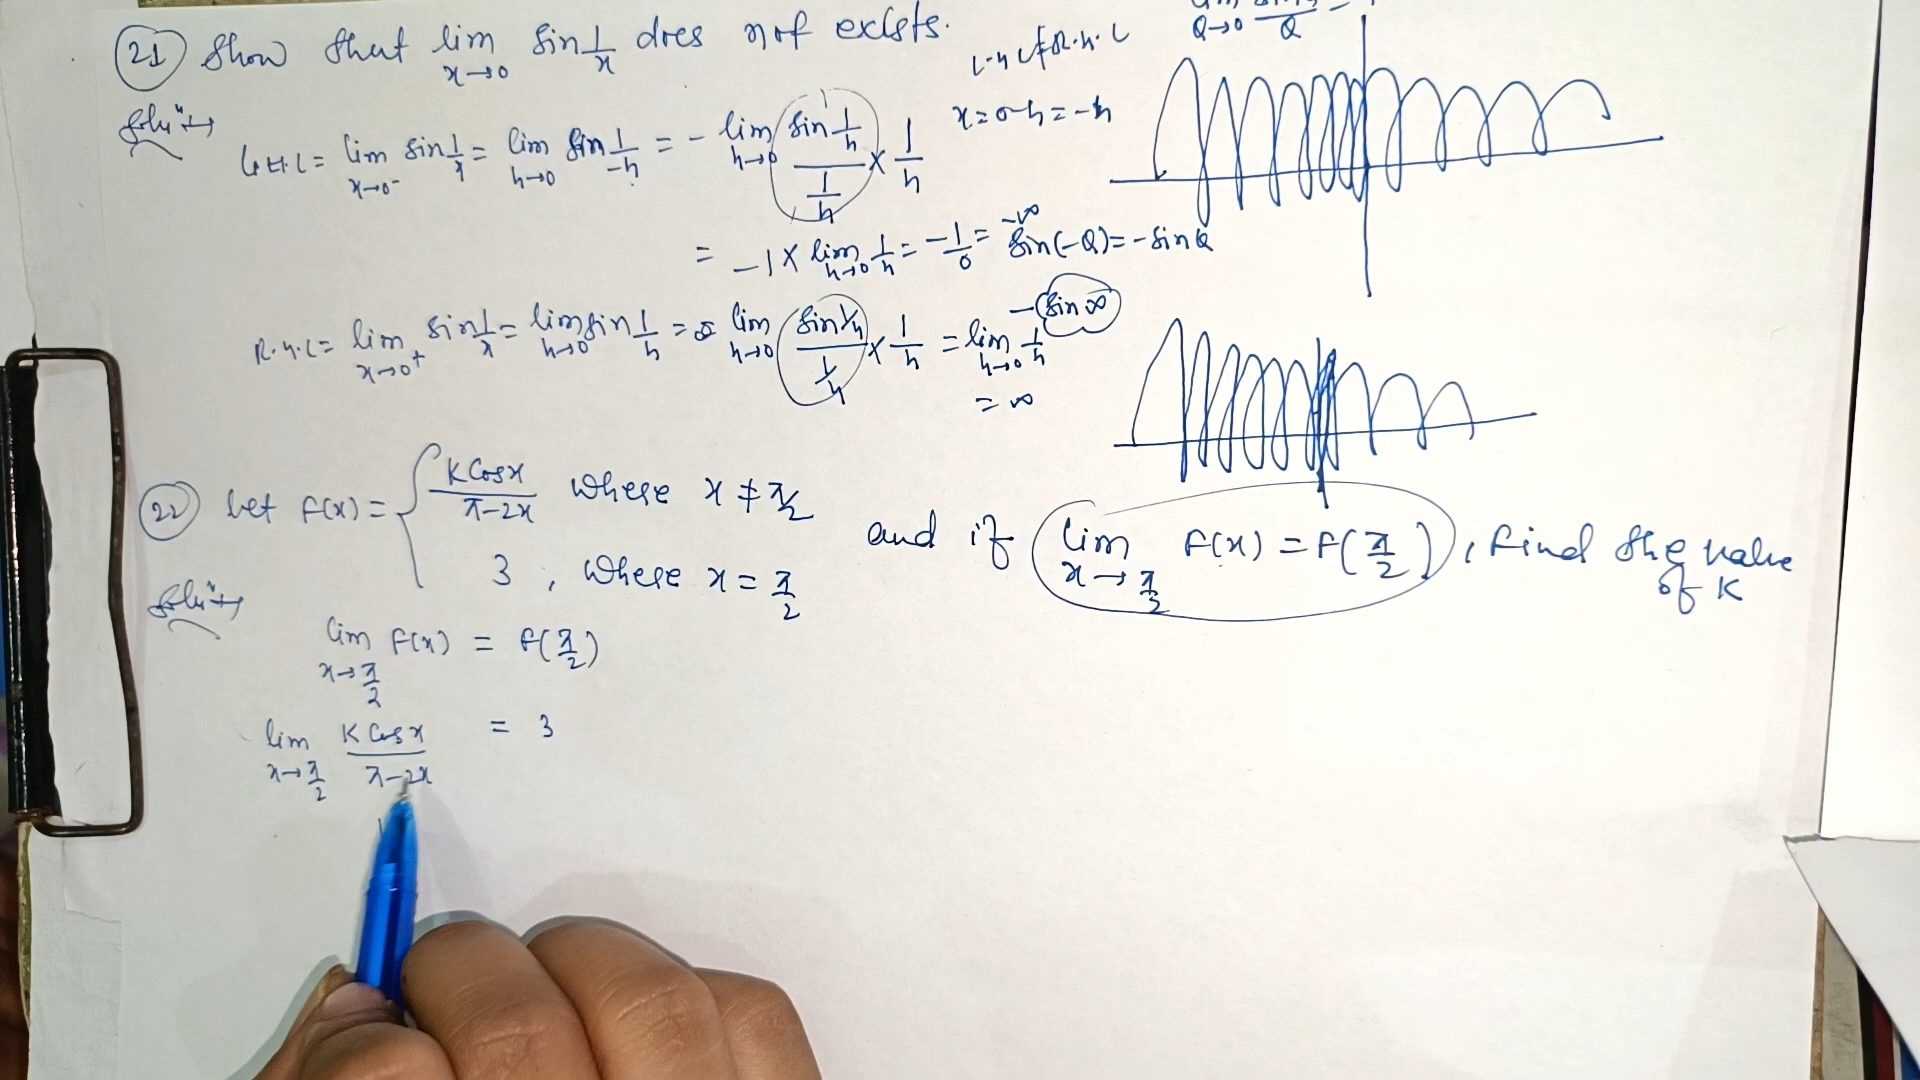 lim Q→0 Q
(21) Show that lim x→0 sin 1/x does not exists.
L.H.L ≠ R.H.L
x = 0-h = -h
Soluⁿ→
L.H.L = lim x→0⁻ sin 1/x = lim h→0 sin 1/-h = - lim h→0 (sin 1/h)/(1/h) × 1/h
= -1 × lim h→0 1/h = -1/0 = -∞
sin(-Q) = -sin Q
- sin ∞
R.H.L = lim x→0⁺ sin 1/x = lim h→0 sin 1/h = lim h→0 (sin 1/h)/(1/h) × 1/h = lim h→0 1/h
= ∞
(22) Let f(x) = { K Cos x / π-2x where x ≠ π/2
3 , where x = π/2
and if lim x→π/2 f(x) = f(π/2) , find the value of K
Soluⁿ→
lim x→π/2 f(x) = f(π/2)
lim x→π/2 K Cos x / π-2x = 3